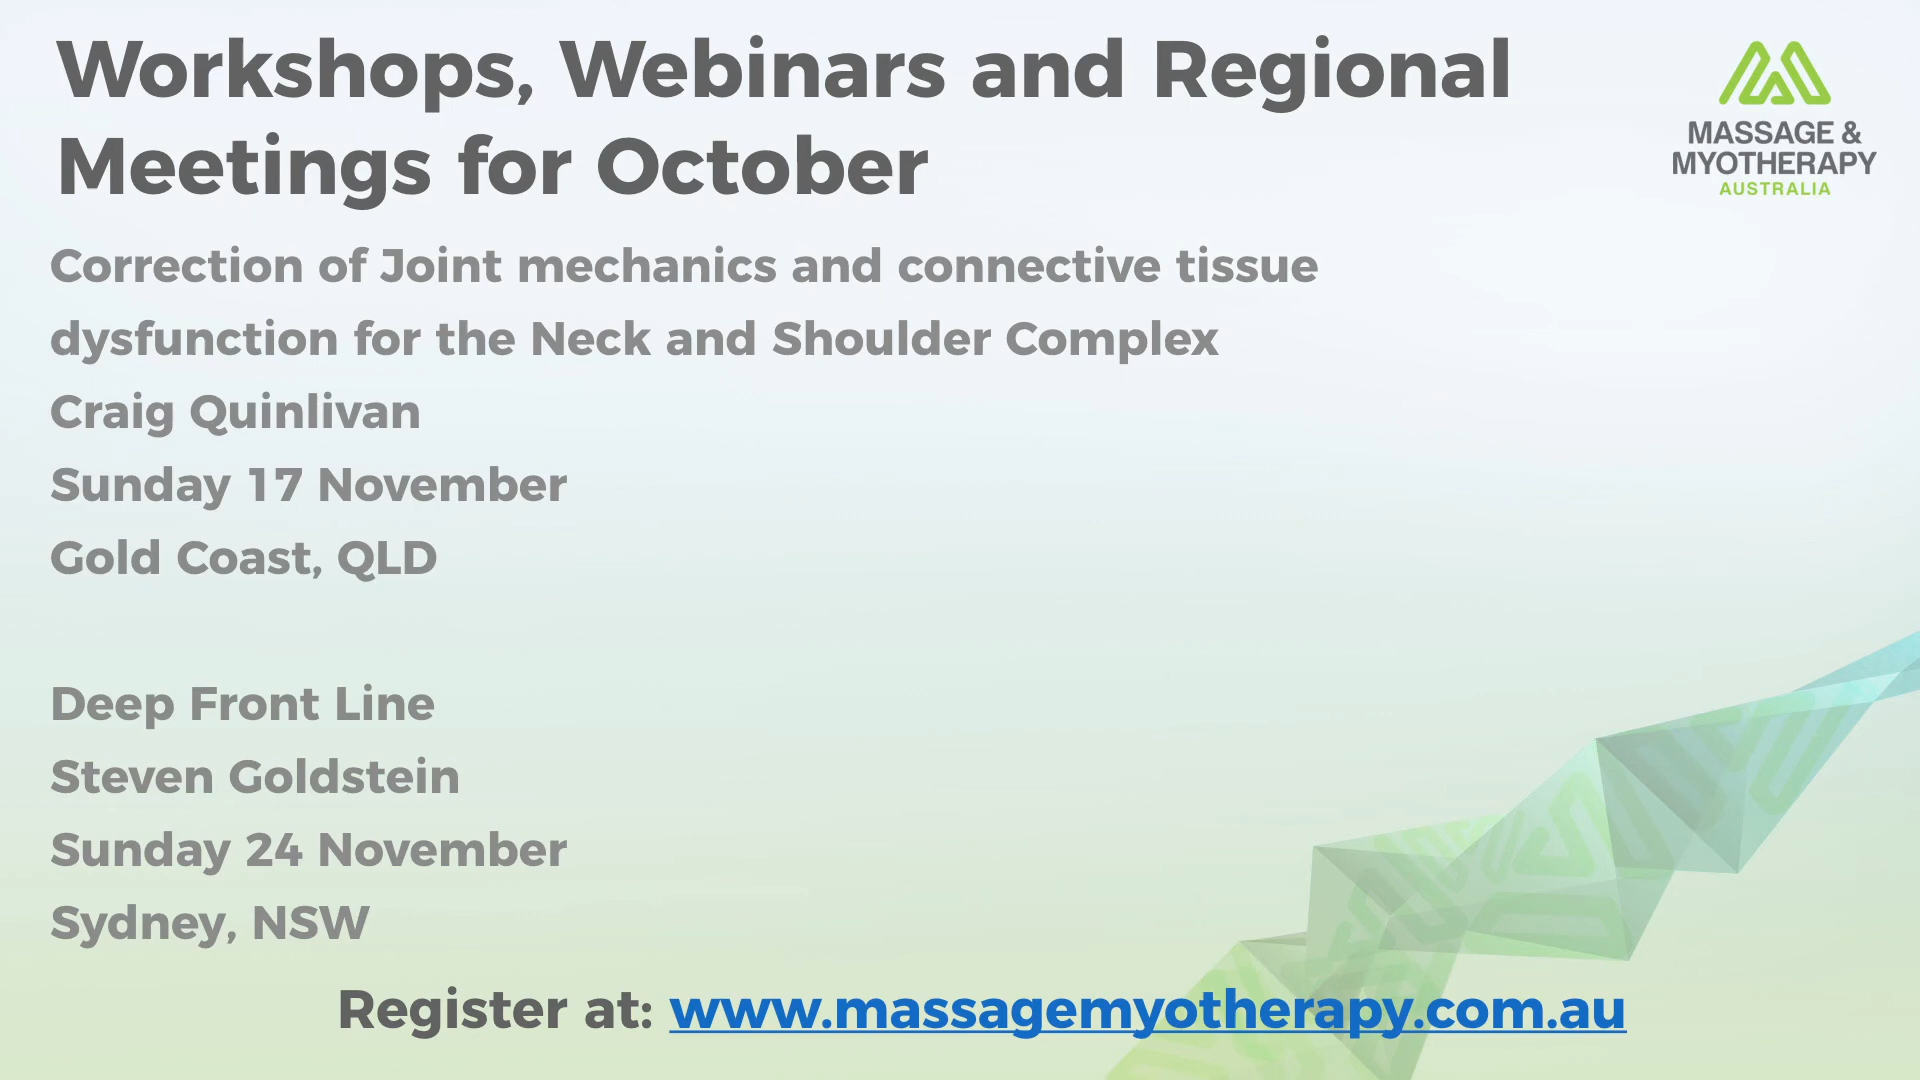 Workshops, Webinars and Regional
Meetings for October
MASSAGE &
MYOTHERAPY
AUSTRALIA
Correction of Joint mechanics and connective tissue
dysfunction for the Neck and Shoulder Complex
Craig Quinlivan
Sunday 17 November
Gold Coast, QLD
Deep Front Line
Steven Goldstein
Sunday 24 November
Sydney, NSW
Register at: www.massagemyotherapy.com.au